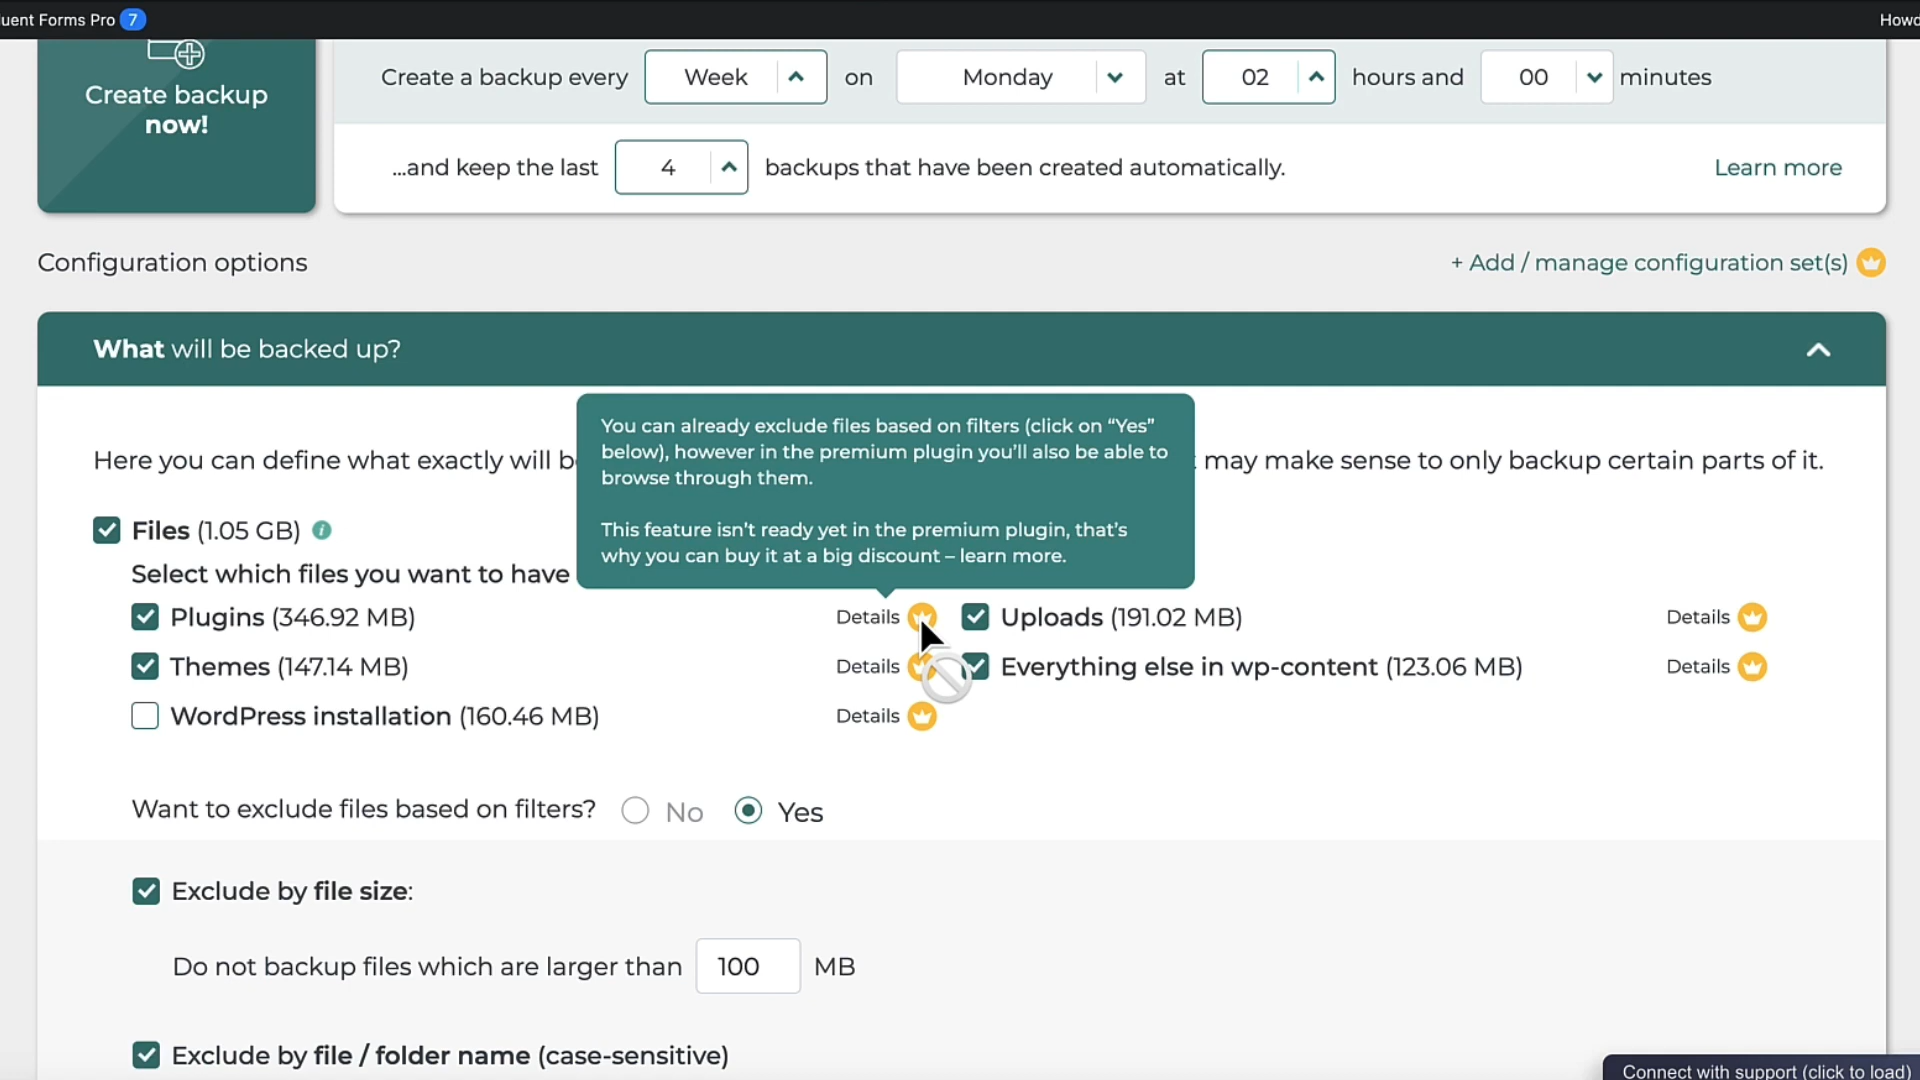 uent Forms Pro 7
Howd
Create backup
now!
Create a backup every Week on Monday at 02 hours and 00 minutes
...and keep the last 4 backups that have been created automatically. Learn more
Configuration options
+ Add / manage configuration set(s)
What will be backed up?
You can already exclude files based on filters (click on “Yes”
below), however in the premium plugin you’ll also be able to
browse through them.
This feature isn’t ready yet in the premium plugin, that’s
why you can buy it at a big discount – learn more.
Here you can define what exactly will b may make sense to only backup certain parts of it.
Files (1.05 GB) i
Select which files you want to have
Plugins (346.92 MB) Details Uploads (191.02 MB) Details
Themes (147.14 MB) Details Everything else in wp-content (123.06 MB) Details
WordPress installation (160.46 MB) Details
Want to exclude files based on filters? No Yes
Exclude by file size:
Do not backup files which are larger than 100 MB
Exclude by file / folder name (case-sensitive)
Connect with support (click to load)